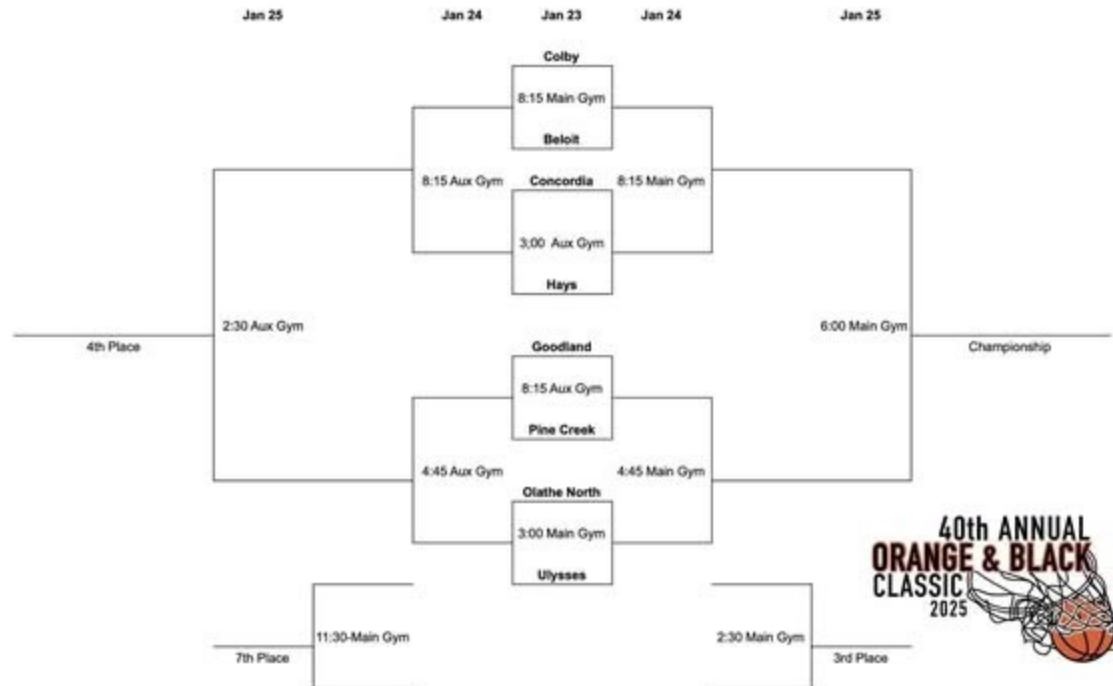 Jan 25
Jan 24
Jan 23
Jan 24
Jan 25
Colby
8:15 Main Gym
Beloit
8:15 Aux Gym
Concordia
8:15 Main Gym
3;00 Aux Gym
Hays
2:30 Aux Gym
6:00 Main Gym
4th Place
Championship
Goodland
8:15 Aux Gym
Pine Creek
4:45 Aux Gym
4:45 Main Gym
Olathe North
3:00 Main Gym
Ulysses
40th ANNUAL
ORANGE & BLACK
CLASSIC
2025
11:30-Main Gym
2:30 Main Gym
7th Place
3rd Place